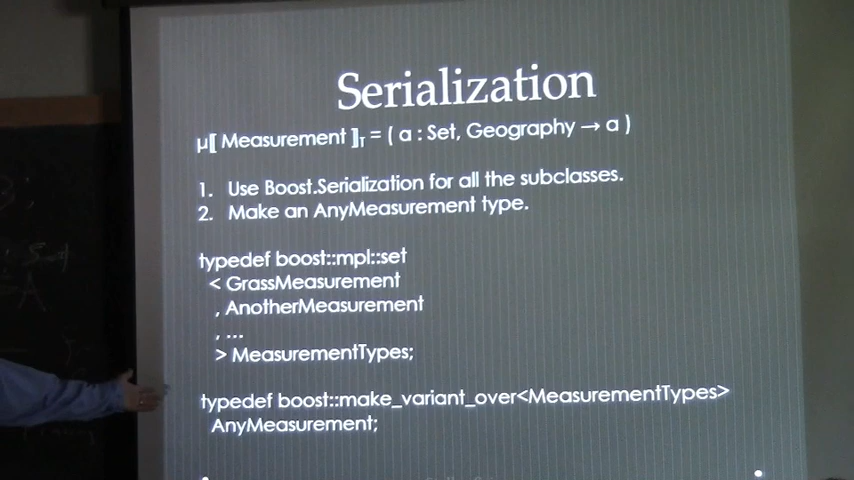 Serialization
μ[ Measurement ]T = ( a : Set, Geography → a )
1. Use Boost.Serialization for all the subclasses.
2. Make an AnyMeasurement type.
typedef boost::mpl::set
< GrassMeasurement
, AnotherMeasurement
, ...
> MeasurementTypes;
typedef boost::make_variant_over<MeasurementTypes>
AnyMeasurement;